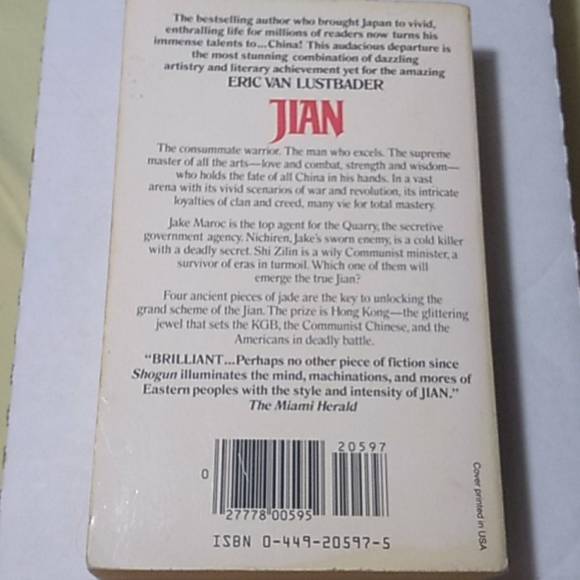 The bestselling author who brought Japan to vivid,
enthralling life for millions of readers now turns his
immense talents to...China! This audacious departure is
the most stunning combination of dazzling
artistry and literary achievement yet for the amazing
ERIC VAN LUSTBADER
JIAN
The consummate warrior. The man who excels. The supreme
master of all the arts—love and combat, strength and wisdom—
who holds the fate of all China in his hands. In a vast
arena with its vivid scenarios of war and revolution, its intricate
loyalties of clan and creed, many vie for total mastery.
Jake Maroc is the top agent for the Quarry, the secretive
government agency. Nichiren, Jake's sworn enemy, is a cold killer
with a deadly secret. Shi Zilin is a wily Communist minister, a
survivor of eras in turmoil. Which one of them will
emerge the true Jian?
Four ancient pieces of jade are the key to unlocking the
grand scheme of the Jian. The prize is Hong Kong—the glittering
jewel that sets the KGB, the Communist Chinese, and the
Americans in deadly battle.
"BRILLIANT...Perhaps no other piece of fiction since
Shogun illuminates the mind, machinations, and mores of
Eastern peoples with the style and intensity of JIAN."
The Miami Herald
20597
0
27778 00595
ISBN 0-449-20597-5
Cover printed in USA